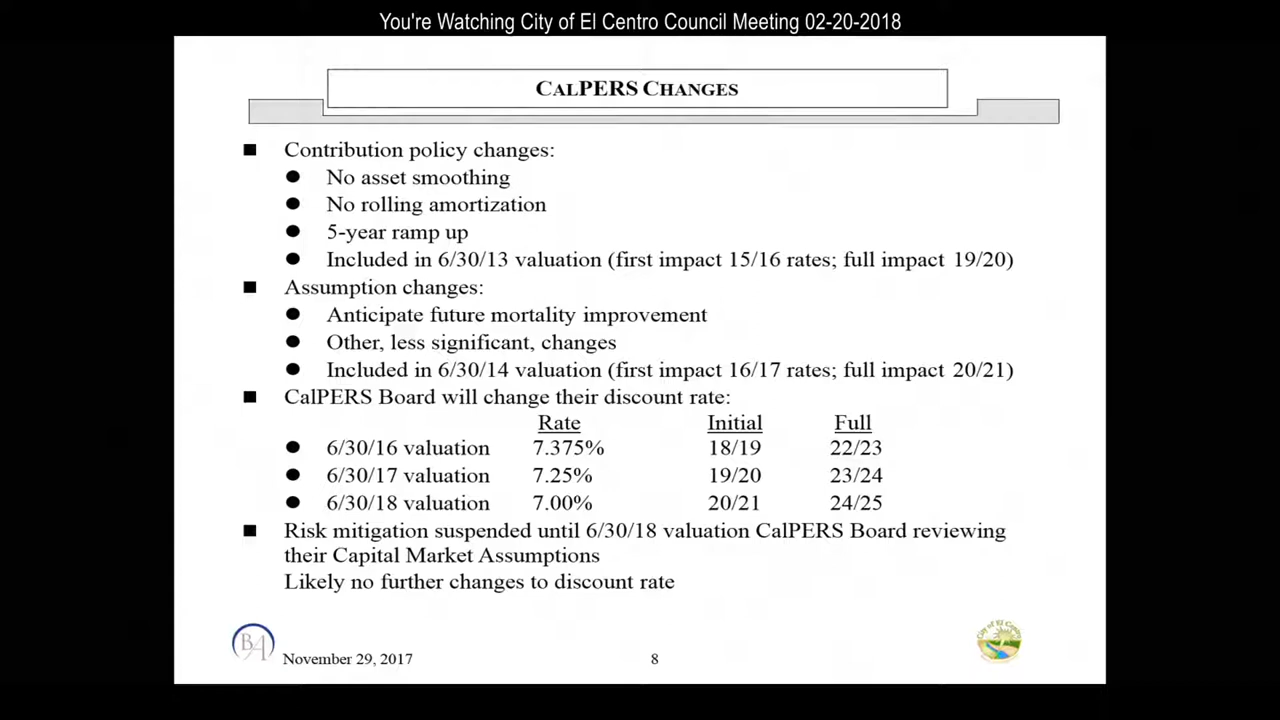 You're Watching City of El Centro Council Meeting 02-20-2018
CALPERS CHANGES
■ Contribution policy changes:
● No asset smoothing
● No rolling amortization
● 5-year ramp up
● Included in 6/30/13 valuation (first impact 15/16 rates; full impact 19/20)
■ Assumption changes:
● Anticipate future mortality improvement
● Other, less significant, changes
● Included in 6/30/14 valuation (first impact 16/17 rates; full impact 20/21)
■ CalPERS Board will change their discount rate:
Rate Initial Full
● 6/30/16 valuation 7.375% 18/19 22/23
● 6/30/17 valuation 7.25% 19/20 23/24
● 6/30/18 valuation 7.00% 20/21 24/25
■ Risk mitigation suspended until 6/30/18 valuation CalPERS Board reviewing
their Capital Market Assumptions
Likely no further changes to discount rate
BA
City of El Centro
November 29, 2017 8